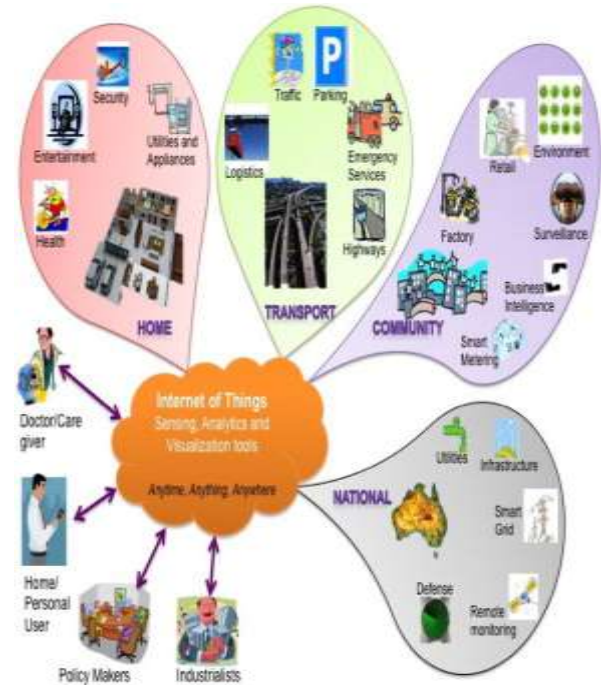 Security
Entertainment
Utilities and
Appliances
Health
HOME
Traffic
P
Parking
Logistics
Emergency
Services
Highways
TRANSPORT
Retail
Environment
Factory
Surveillance
Business
Intelligence
COMMUNITY
Smart
Metering
Internet of Things
Sensing, Analytics and
Visualization tools
Anytime, Anything, Anywhere
Doctor/Care
giver
Home/
Personal
User
Policy Makers
Industrialists
NATIONAL
Utilities
Infrastructure
Smart
Grid
Defense
Remote
monitoring